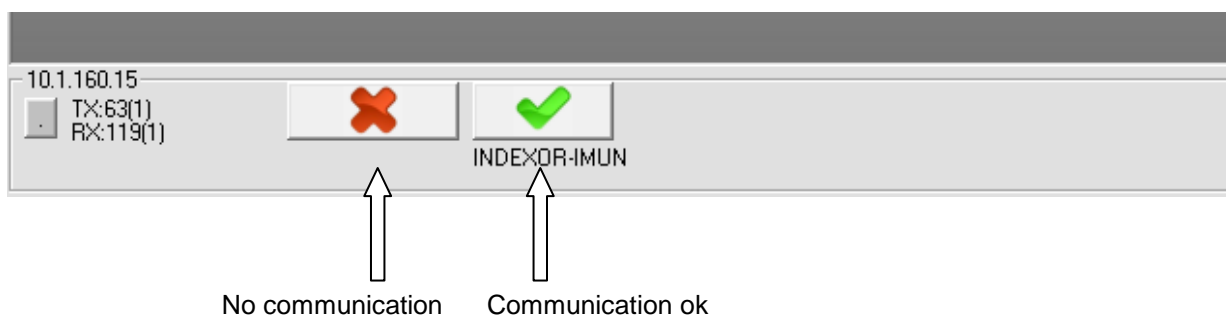 10.1.160.15
TX:63(1)
RX:119(1)
.
INDEXOR-IMUN
No communication
Communication ok